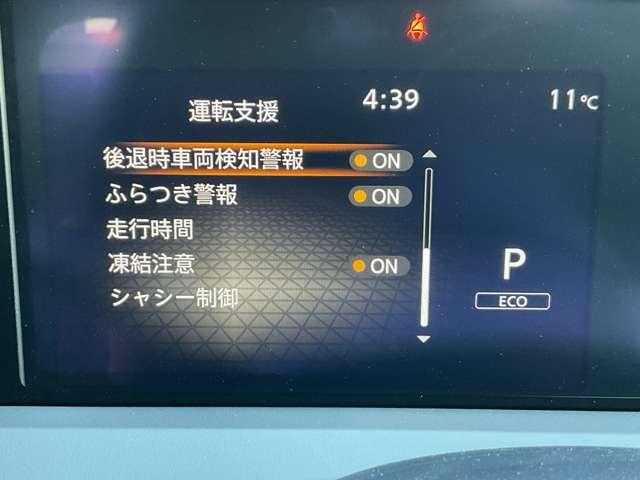 4:39
11℃
運転支援
後退時車両検知警報 ON
ふらつき警報 ON
走行時間
凍結注意 ON
シャシー制御
P
ECO